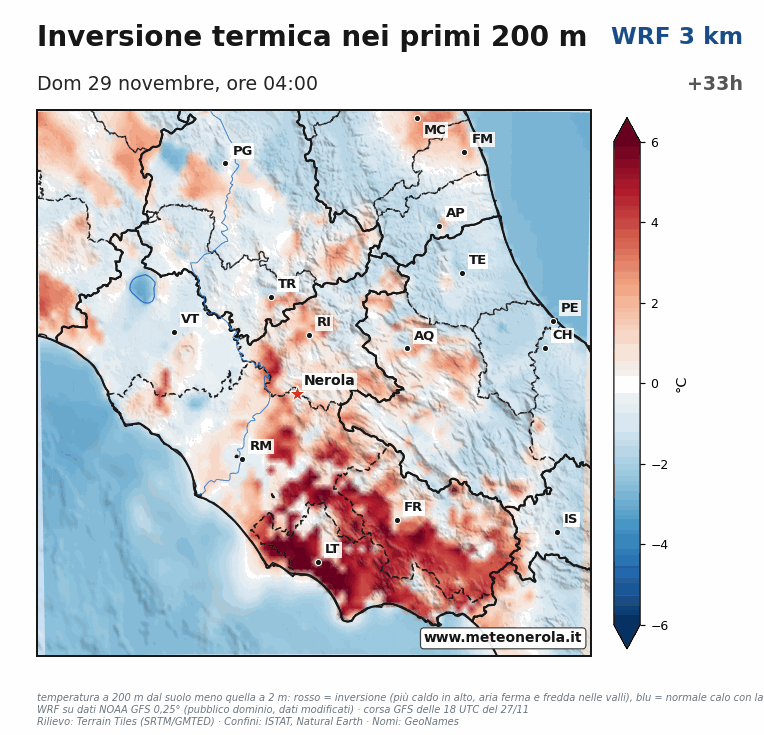 Inversione termica nei primi 200 m
WRF 3 km
Dom 29 novembre, ore 04:00
+33h
MC
FM
PG
AP
TE
TR
PE
VT
RI
AQ
CH
Nerola
RM
FR
IS
LT
www.meteonerola.it
6
4
2
0
−2
−4
−6
°C
temperatura a 200 m dal suolo meno quella a 2 m: rosso = inversione (più caldo in alto, aria ferma e fredda nelle valli), blu = normale calo con la
WRF su dati NOAA GFS 0,25° (pubblico dominio, dati modificati) · corsa GFS delle 18 UTC del 27/11
Rilievo: Terrain Tiles (SRTM/GMTED) · Confini: ISTAT, Natural Earth · Nomi: GeoNames